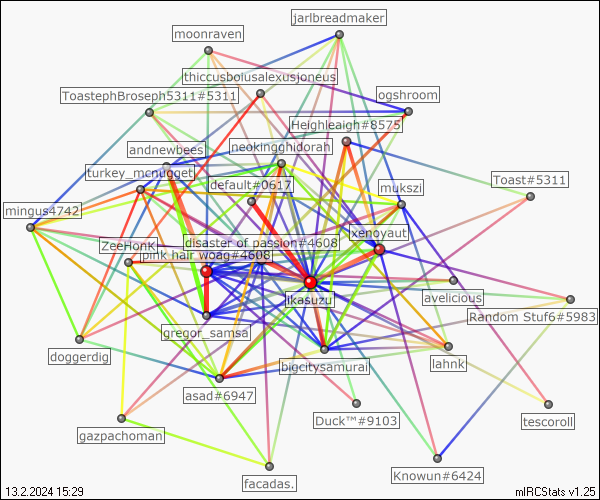 jarlbreadmaker
moonraven
thiccusbolusalexusjoneus
ToastephBroseph5311#5311
ogshroom
Heighleaigh#8575
andnewbees
neokingghidorah
turkey_mcnugget
default#0617
mukszi
Toast#5311
mingus4742
xenoyaut
ZeeHonK
disaster of passion#4608
pink hair woag#4608
ikasuzu
avelicious
Random Stuf6#5983
gregor_sansa
doggerdig
bigcitysamurai
lahnk
asad#6947
Duck™#9103
tescoroll
gazpachoman
Knowun#6424
facadas.
13.2.2024 15:29
mIRCStats v1.25